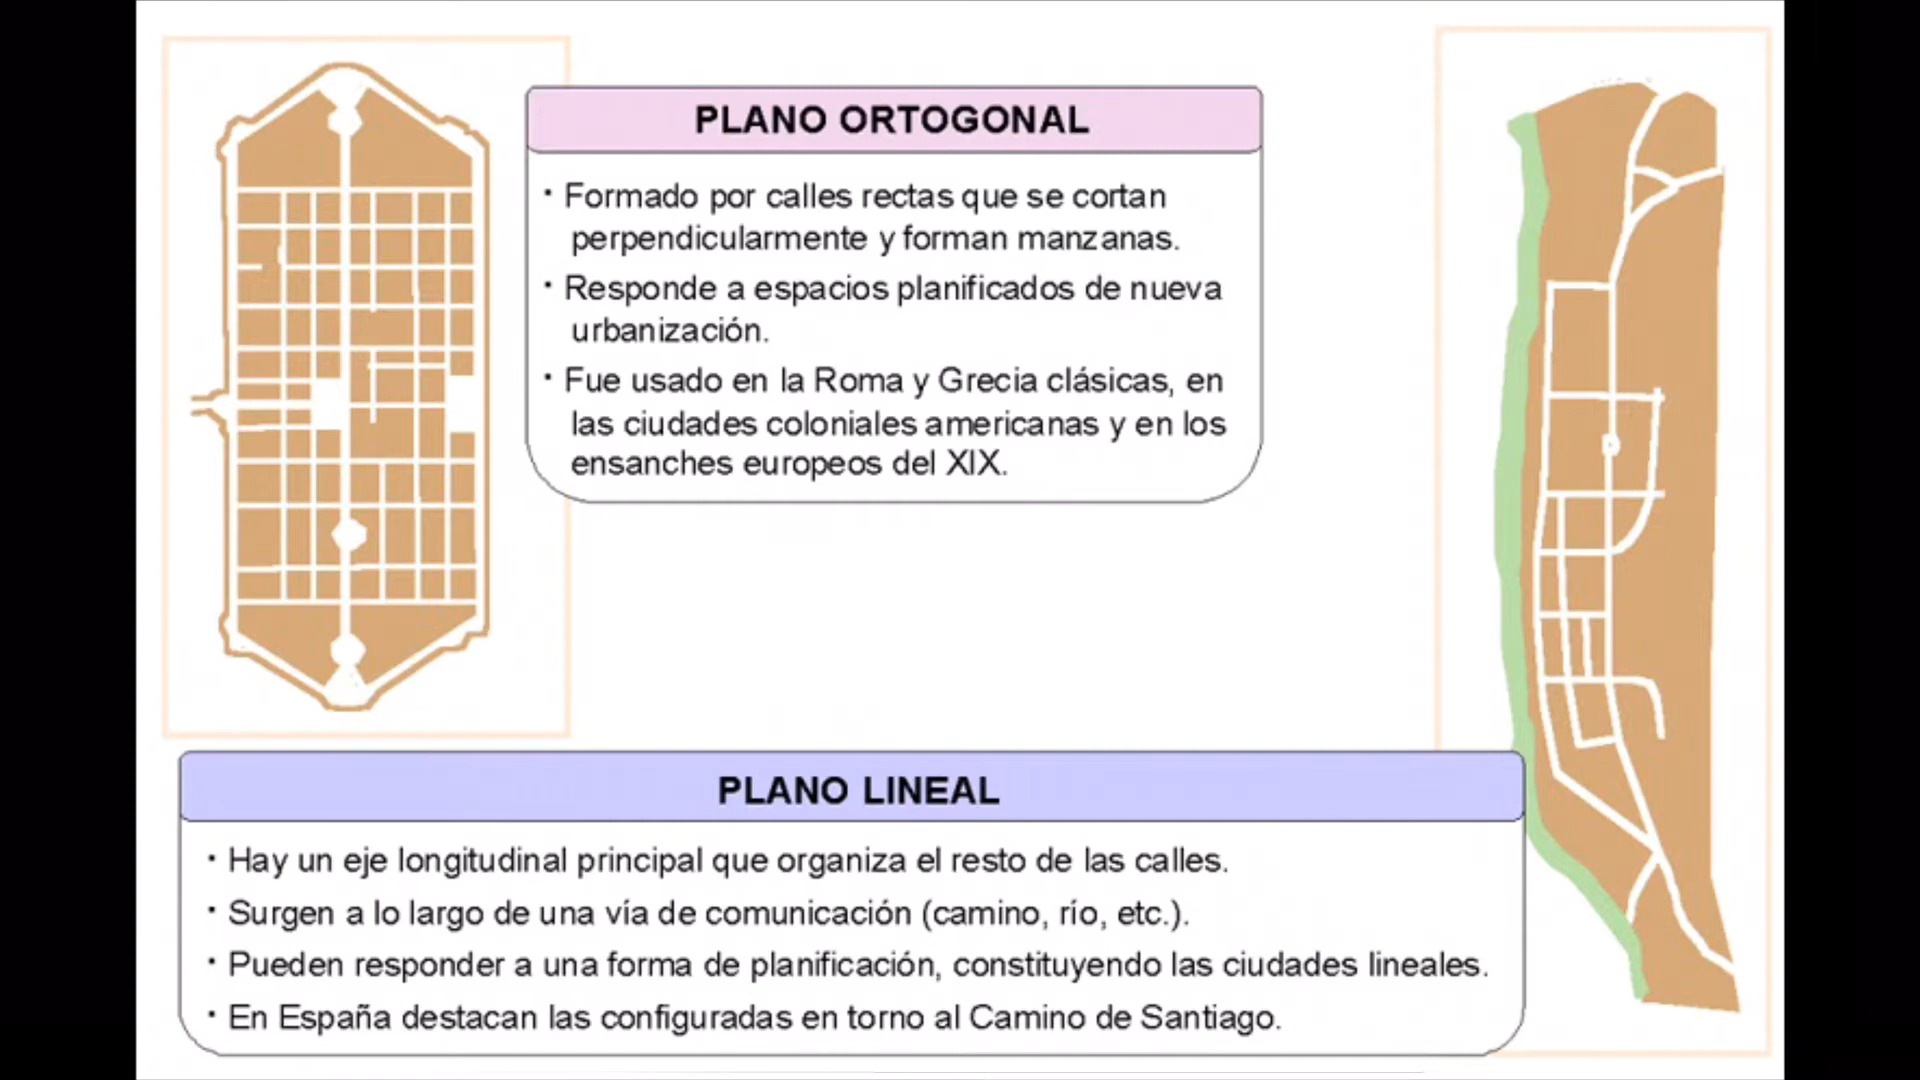 PLANO ORTOGONAL
· Formado por calles rectas que se cortan
perpendicularmente y forman manzanas.
· Responde a espacios planificados de nueva
urbanización.
· Fue usado en la Roma y Grecia clásicas, en
las ciudades coloniales americanas y en los
ensanches europeos del XIX.
PLANO LINEAL
· Hay un eje longitudinal principal que organiza el resto de las calles.
· Surgen a lo largo de una vía de comunicación (camino, río, etc.).
· Pueden responder a una forma de planificación, constituyendo las ciudades lineales.
· En España destacan las configuradas en torno al Camino de Santiago.